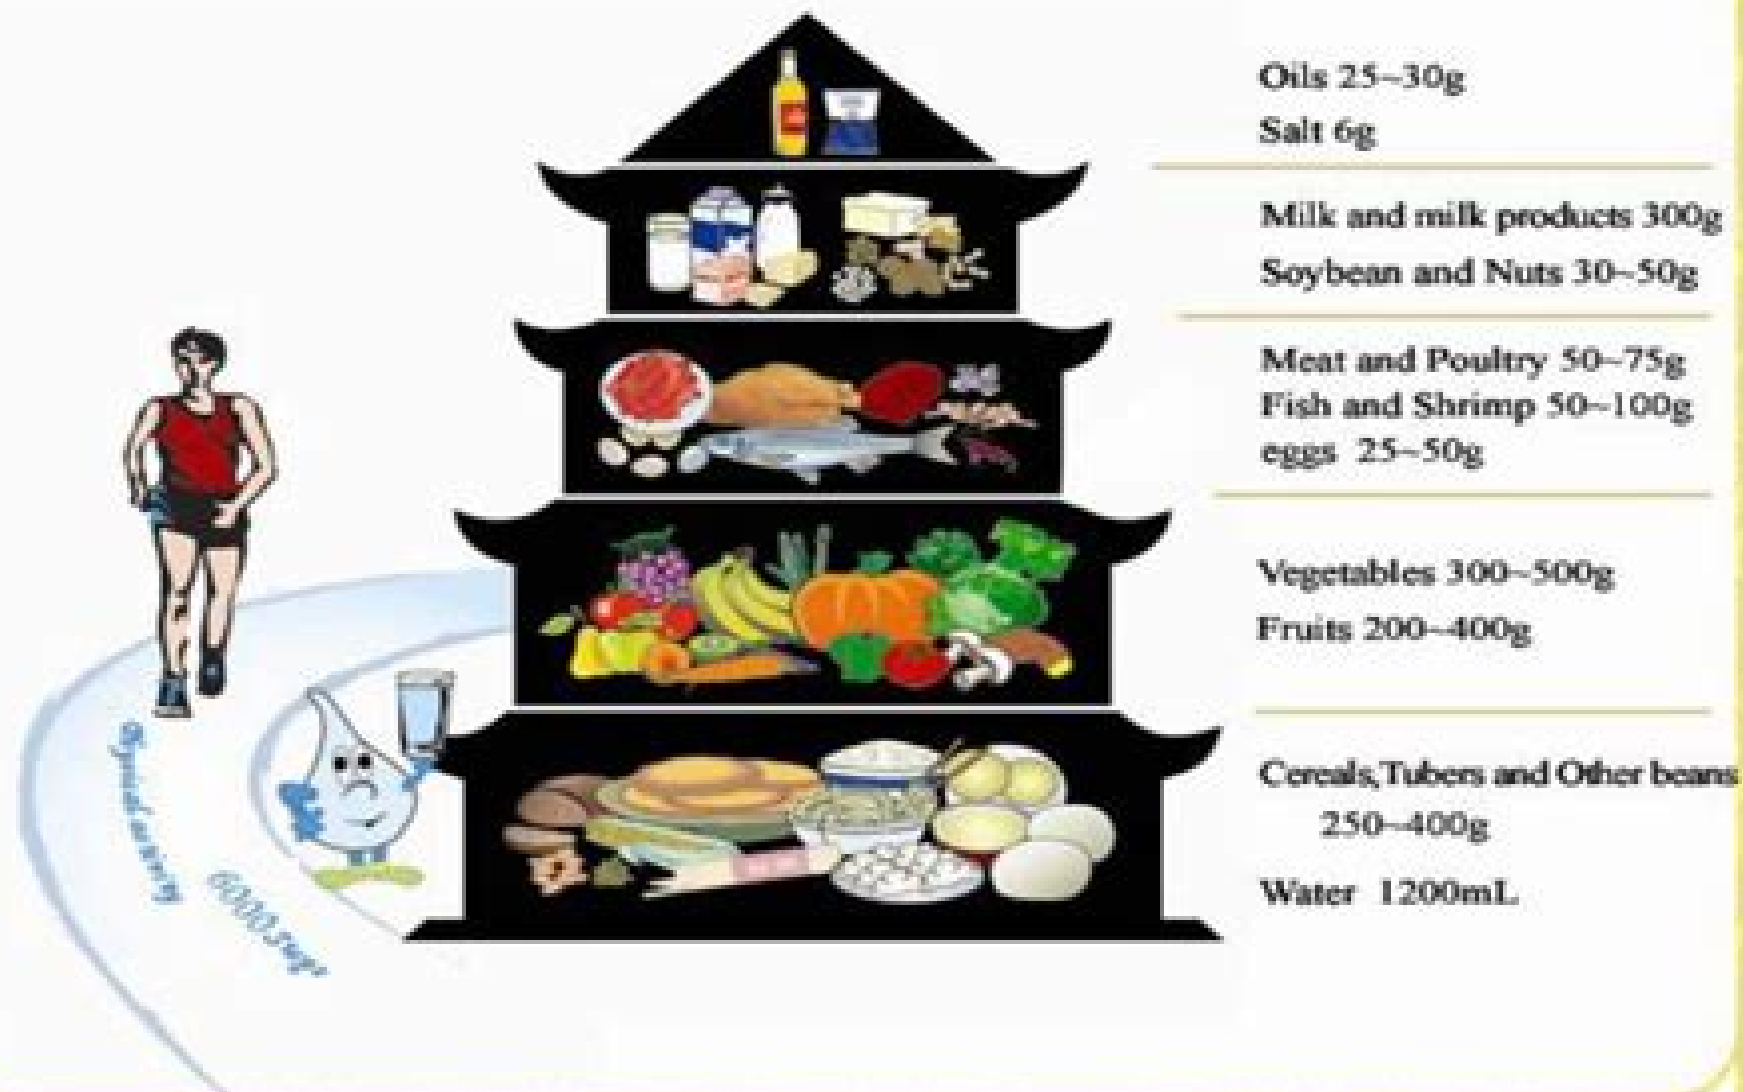 Oils 25~30g
Salt 6g
Milk and milk products 300g
Soybean and Nuts 30~50g
Meat and Poultry 50~75g
Fish and Shrimp 50~100g
eggs 25~50g
Vegetables 300~500g
Fruits 200~400g
Cereals,Tubers and Other beans
250~400g
Water 1200mL
activity
6000